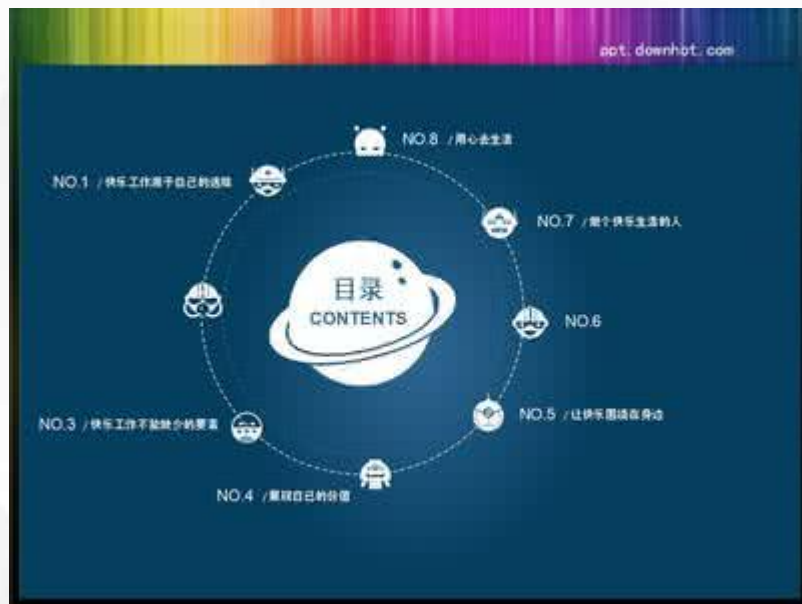 ppt.downhot.com
NO.8 /用心去生活
NO.1 /快乐工作源于自己的选择
NO.7 /做个快乐生活的人
目录
CONTENTS
NO.6
NO.3 /快乐工作不能缺少的要素
NO.5 /让快乐围绕在身边
NO.4 /展现自己的价值